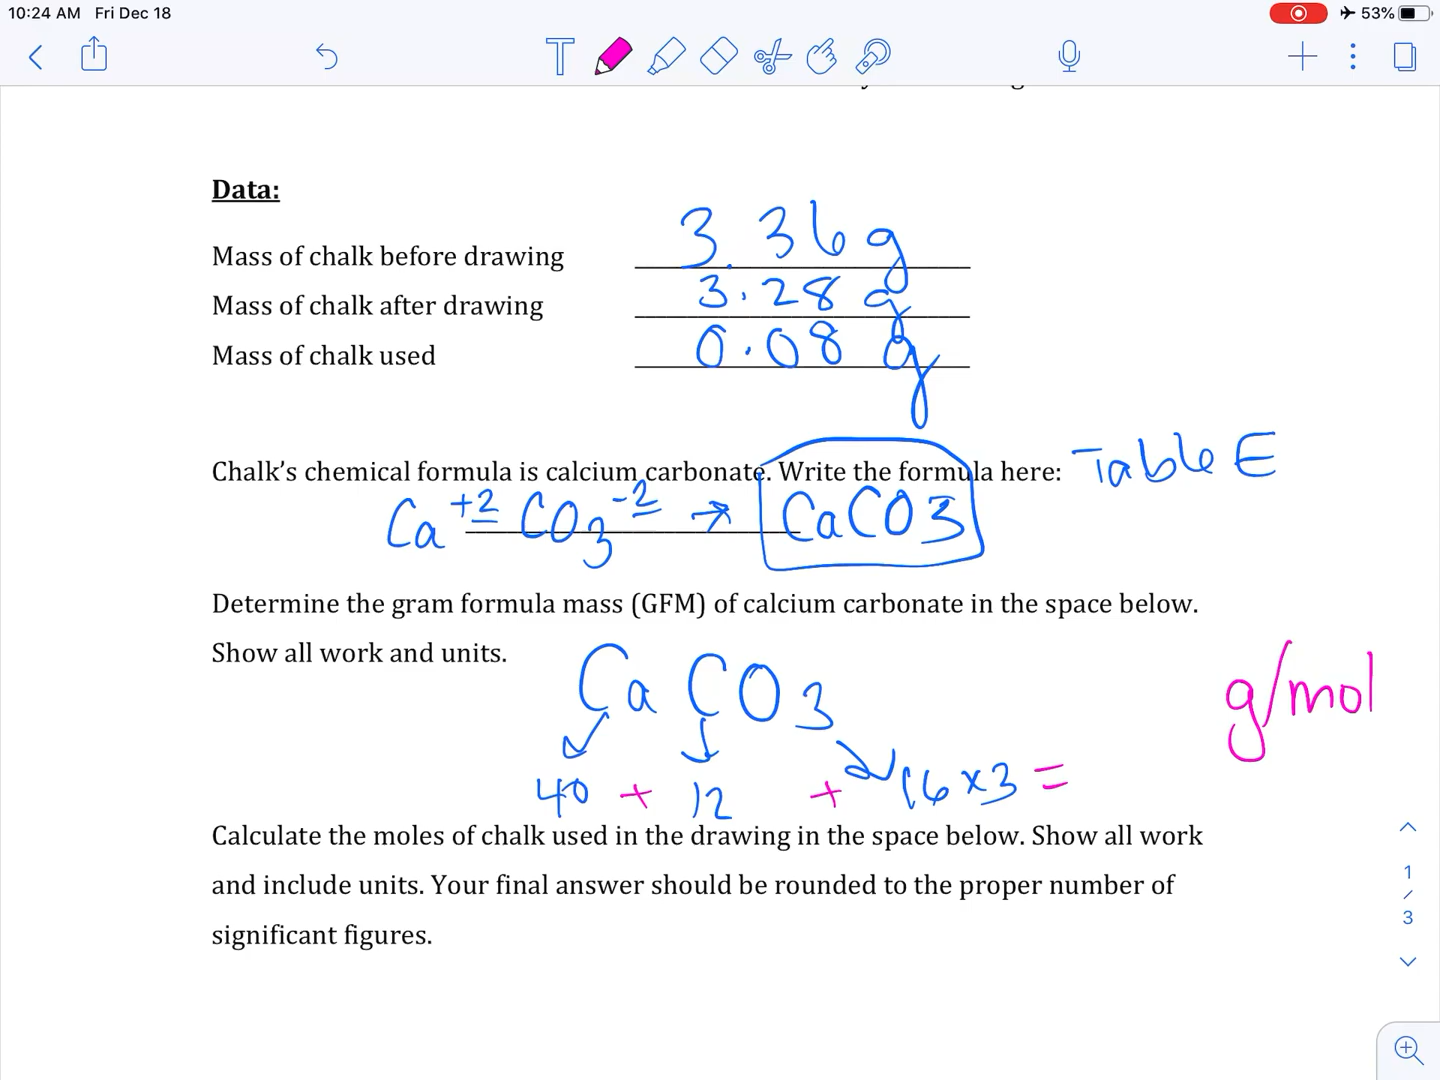 10:24 AM Fri Dec 18 53%
T
Data:
Mass of chalk before drawing 3.36g
Mass of chalk after drawing 3.28 g
Mass of chalk used 0.08 g
Chalk's chemical formula is calcium carbonate. Write the formula here: Table E
Ca +2 CO3 -2 → CaCO3
Determine the gram formula mass (GFM) of calcium carbonate in the space below.
Show all work and units.
CaCO3
g/mol
40 + 12 + 16 x 3 =
Calculate the moles of chalk used in the drawing in the space below. Show all work
and include units. Your final answer should be rounded to the proper number of
significant figures.
1
/
3